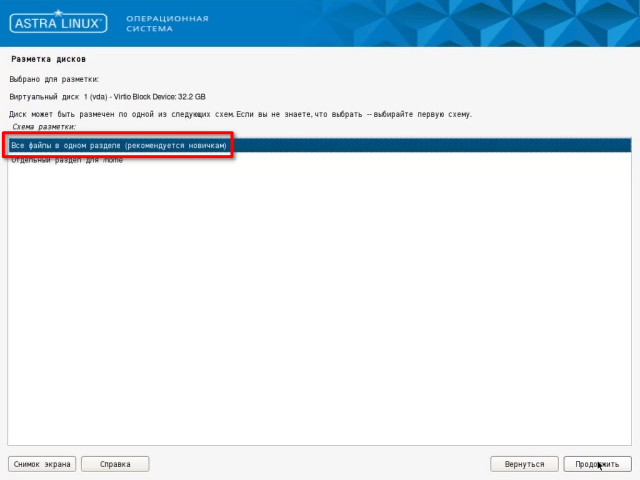 ASTRA LINUX
ОПЕРАЦИОННАЯ
СИСТЕМА
Разметка дисков
Выбрано для разметки:
Виртуальный диск 1 (vda) - Virtio Block Device: 32.2 GB
Диск может быть размечен по одной из следующих схем. Если вы не знаете, что выбрать -- выбирайте первую схему.
Схема разметки:
Все файлы в одном разделе (рекомендуется новичкам)
Отдельный раздел для /home
Снимок экрана
Справка
Вернуться
Продолжить